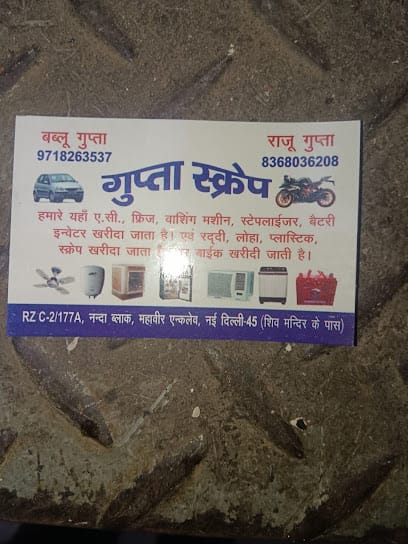 बब्लू गुप्ता
9718263537
राजू गुप्ता
8368036208
गुप्ता स्क्रेप
हमारे यहाँ ए.सी., फ्रिज, वाशिंग मशीन, स्टेपलाईजर, बैटरी
इन्वेटर खरीदा जाता है। एवं रद्दी, लोहा, प्लास्टिक,
स्क्रेप खरीदा जाता बाईक खरीदी जाती है।
RZ C-2/177A, नन्दा ब्लाक, महावीर एन्कलेव, नई दिल्ली-45 (शिव मन्दिर के पास)